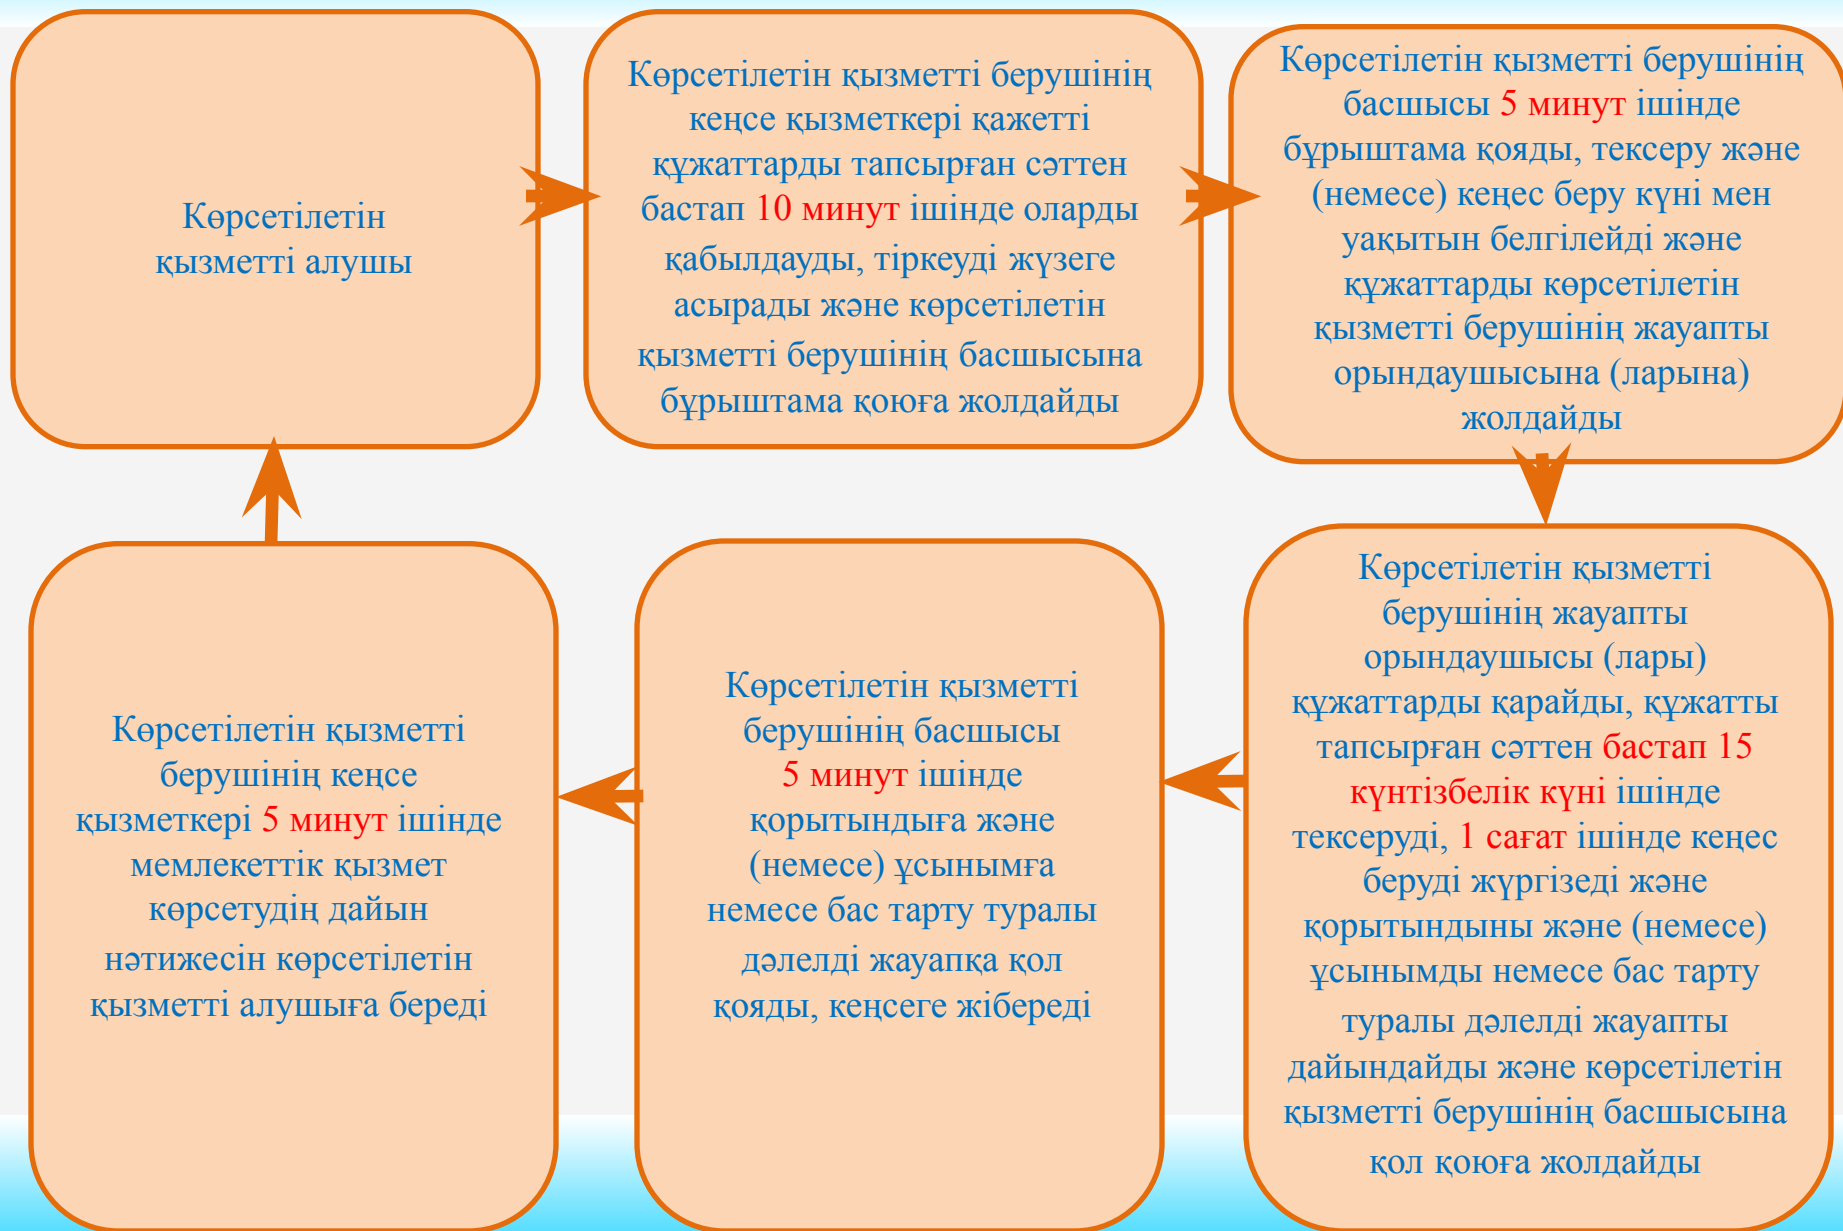 Көрсетілетін
қызметті алушы
Көрсетілетін қызметті берушінің
кеңсе қызметкері қажетті
құжаттарды тапсырған сәттен
бастап 10 минут ішінде оларды
қабылдауды, тіркеуді жүзеге
асырады және көрсетілетін
қызметті берушінің басшысына
бұрыштама қоюға жолдайды
Көрсетілетін қызметті берушінің
басшысы 5 минут ішінде
бұрыштама қояды, тексеру және
(немесе) кеңес беру күні мен
уақытын белгілейді және
құжаттарды көрсетілетін
қызметті берушінің жауапты
орындаушысына (ларына)
жолдайды
Көрсетілетін қызметті
берушінің жауапты
орындаушысы (лары)
құжаттарды қарайды, құжатты
тапсырған сәттен бастап 15
күнтізбелік күні ішінде
тексеруді, 1 сағат ішінде кеңес
беруді жүргізеді және
қорытындыны және (немесе)
ұсынымды немесе бас тарту
туралы дәлелді жауапты
дайындайды және көрсетілетін
қызметті берушінің басшысына
қол қоюға жолдайды
Көрсетілетін қызметті
берушінің басшысы
5 минут ішінде
қорытындыға және
(немесе) ұсынымға
немесе бас тарту туралы
дәлелді жауапқа қол
қояды, кеңсеге жібереді
Көрсетілетін қызметті
берушінің кеңсе
қызметкері 5 минут ішінде
мемлекеттік қызмет
көрсетудің дайын
нәтижесін көрсетілетін
қызметті алушыға береді